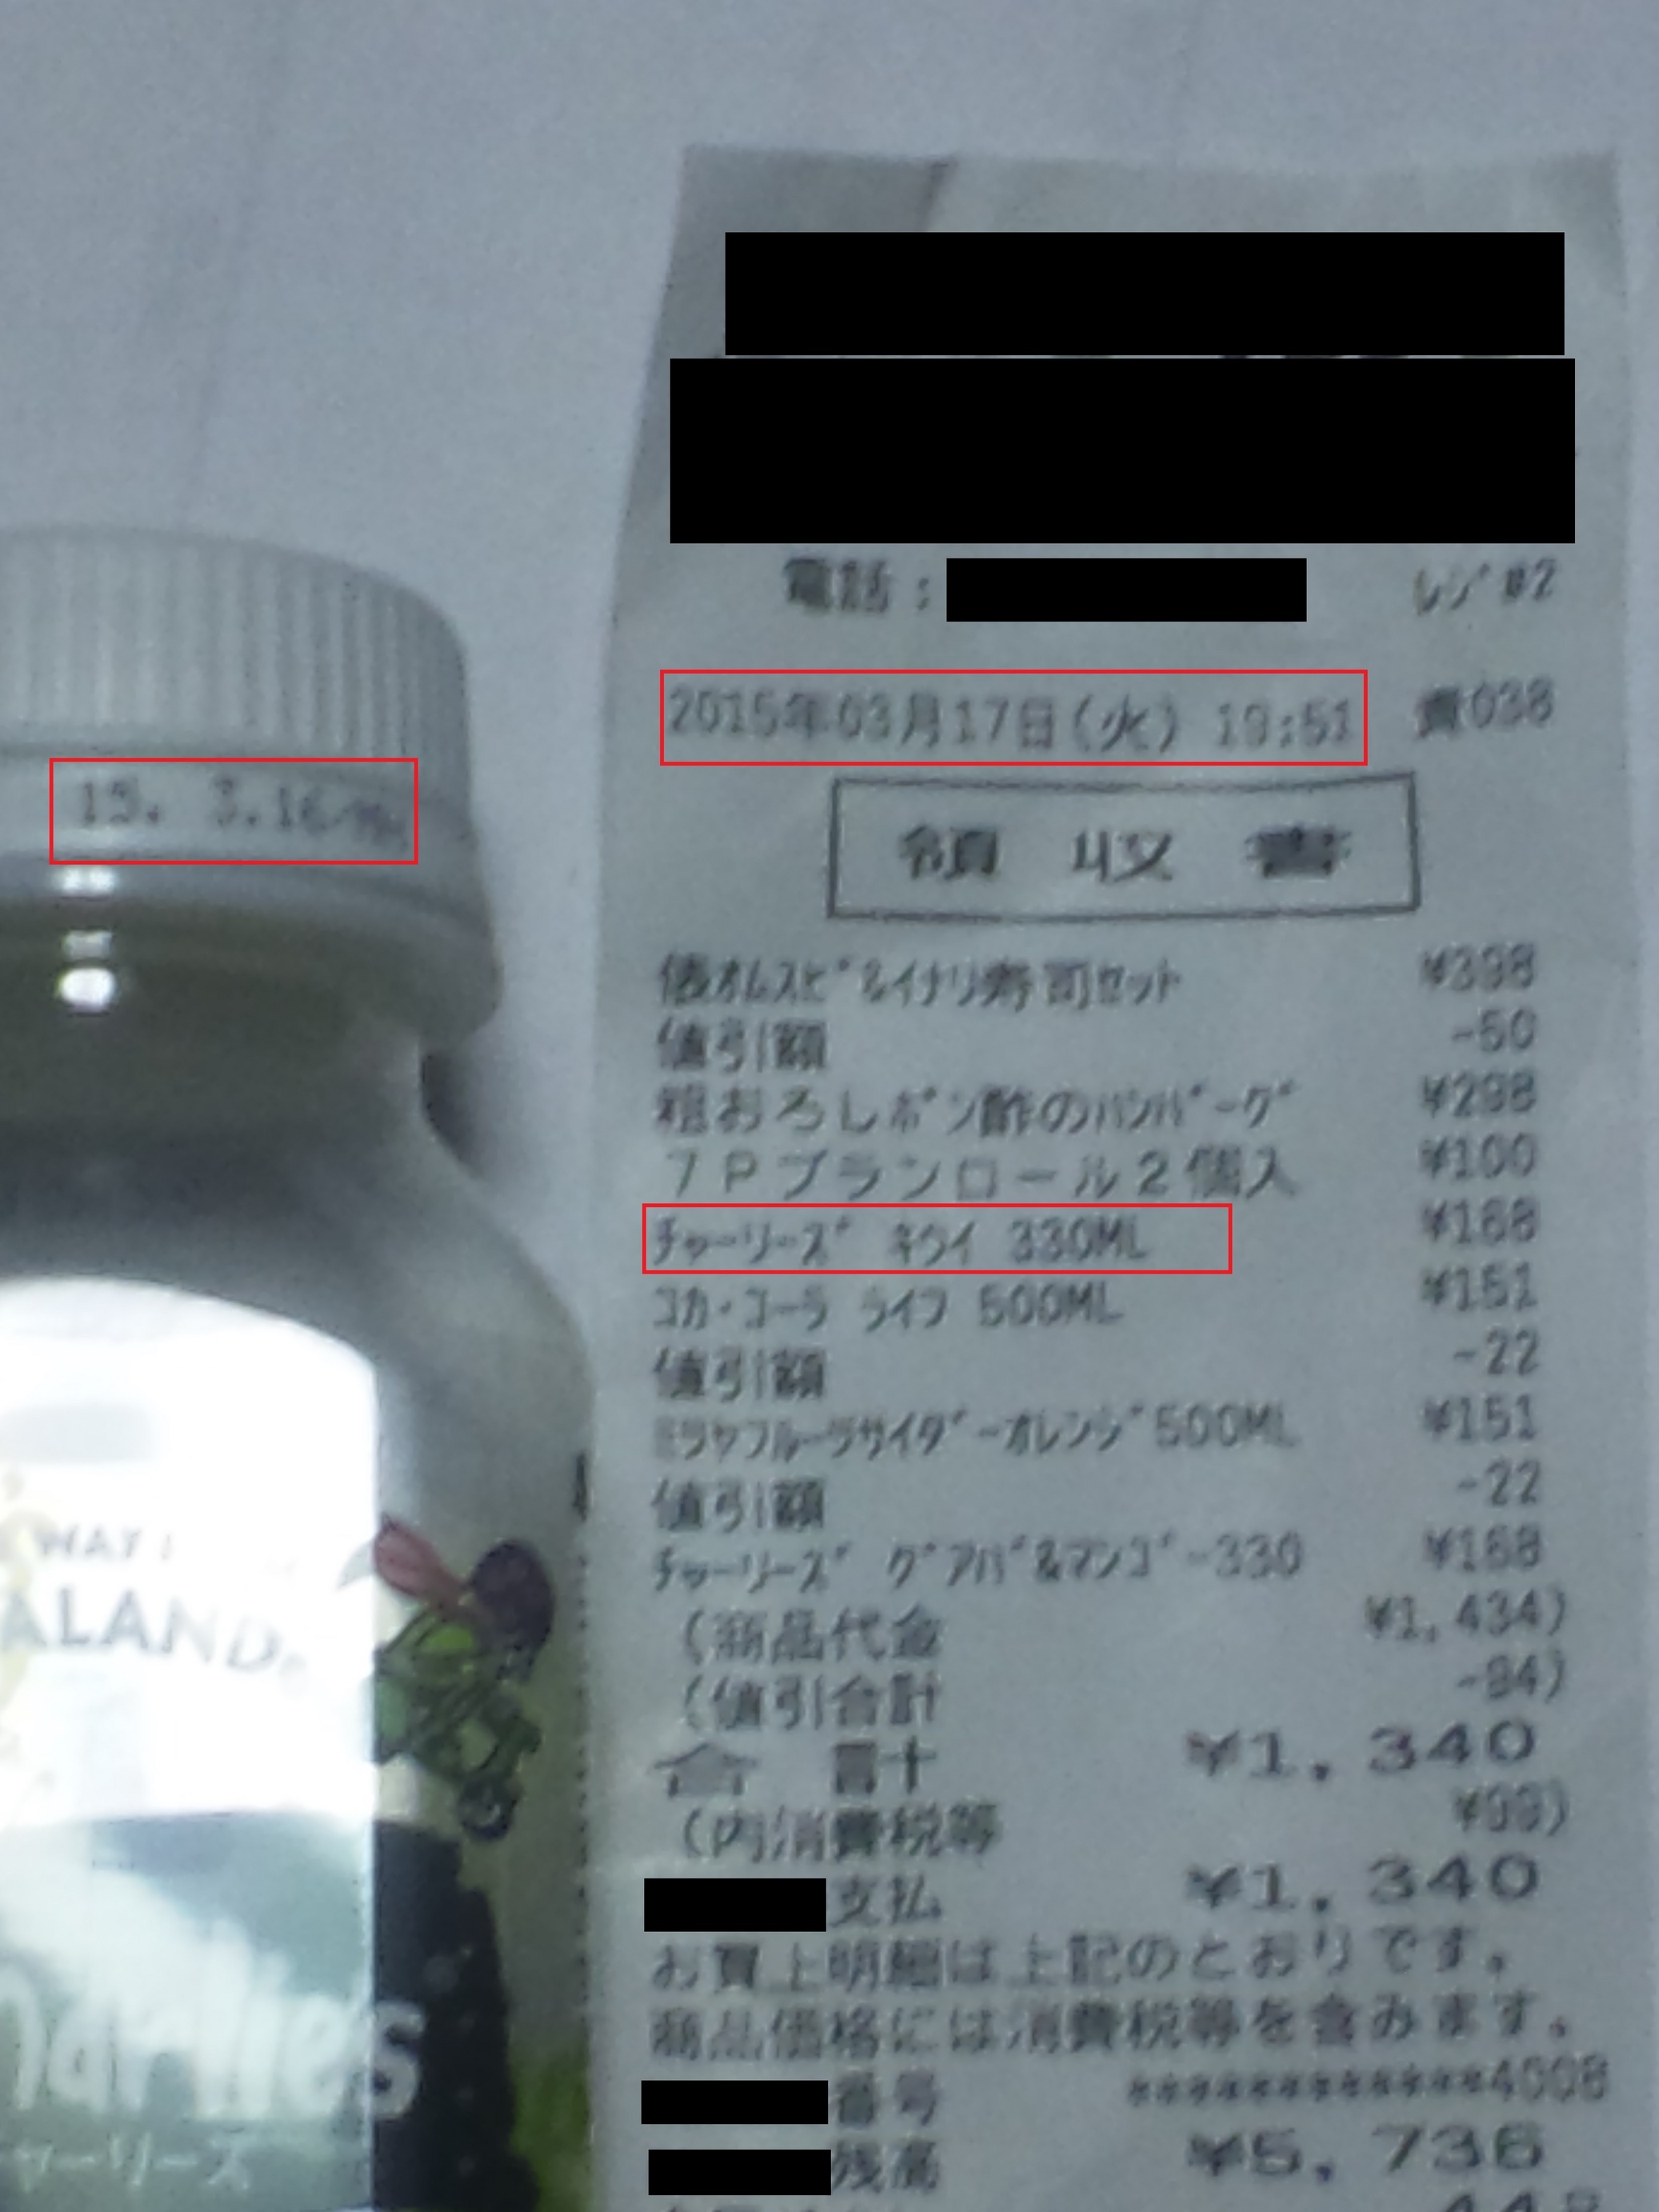 電話: レジ#2
2015年03月17日(火) 19:51 責038
領 収 書
俵オムスビ&イナリ寿司セット ¥398
値引額 -50
粗おろしポン酢のハンバーグ ¥298
7Pブランロール2個入 ¥100
チャーリーズ キウイ 330ML ¥168
コカ・コーラ ライフ 500ML ¥151
値引額 -22
ミツヤフルーツサイダーオレンジ500ML ¥151
値引額 -22
チャーリーズ グアバ&マンゴー330 ¥168
(商品代金 ¥1,434)
(値引合計 -94)
合 計 ¥1,340
(内消費税等 ¥99)
支払 ¥1,340
お買上明細は上記のとおりです。
商品価格には消費税等を含みます。
番号 ************4008
残高 ¥5,736
15. 3.16
WAY
ALAND
harlies
ャーリーズ